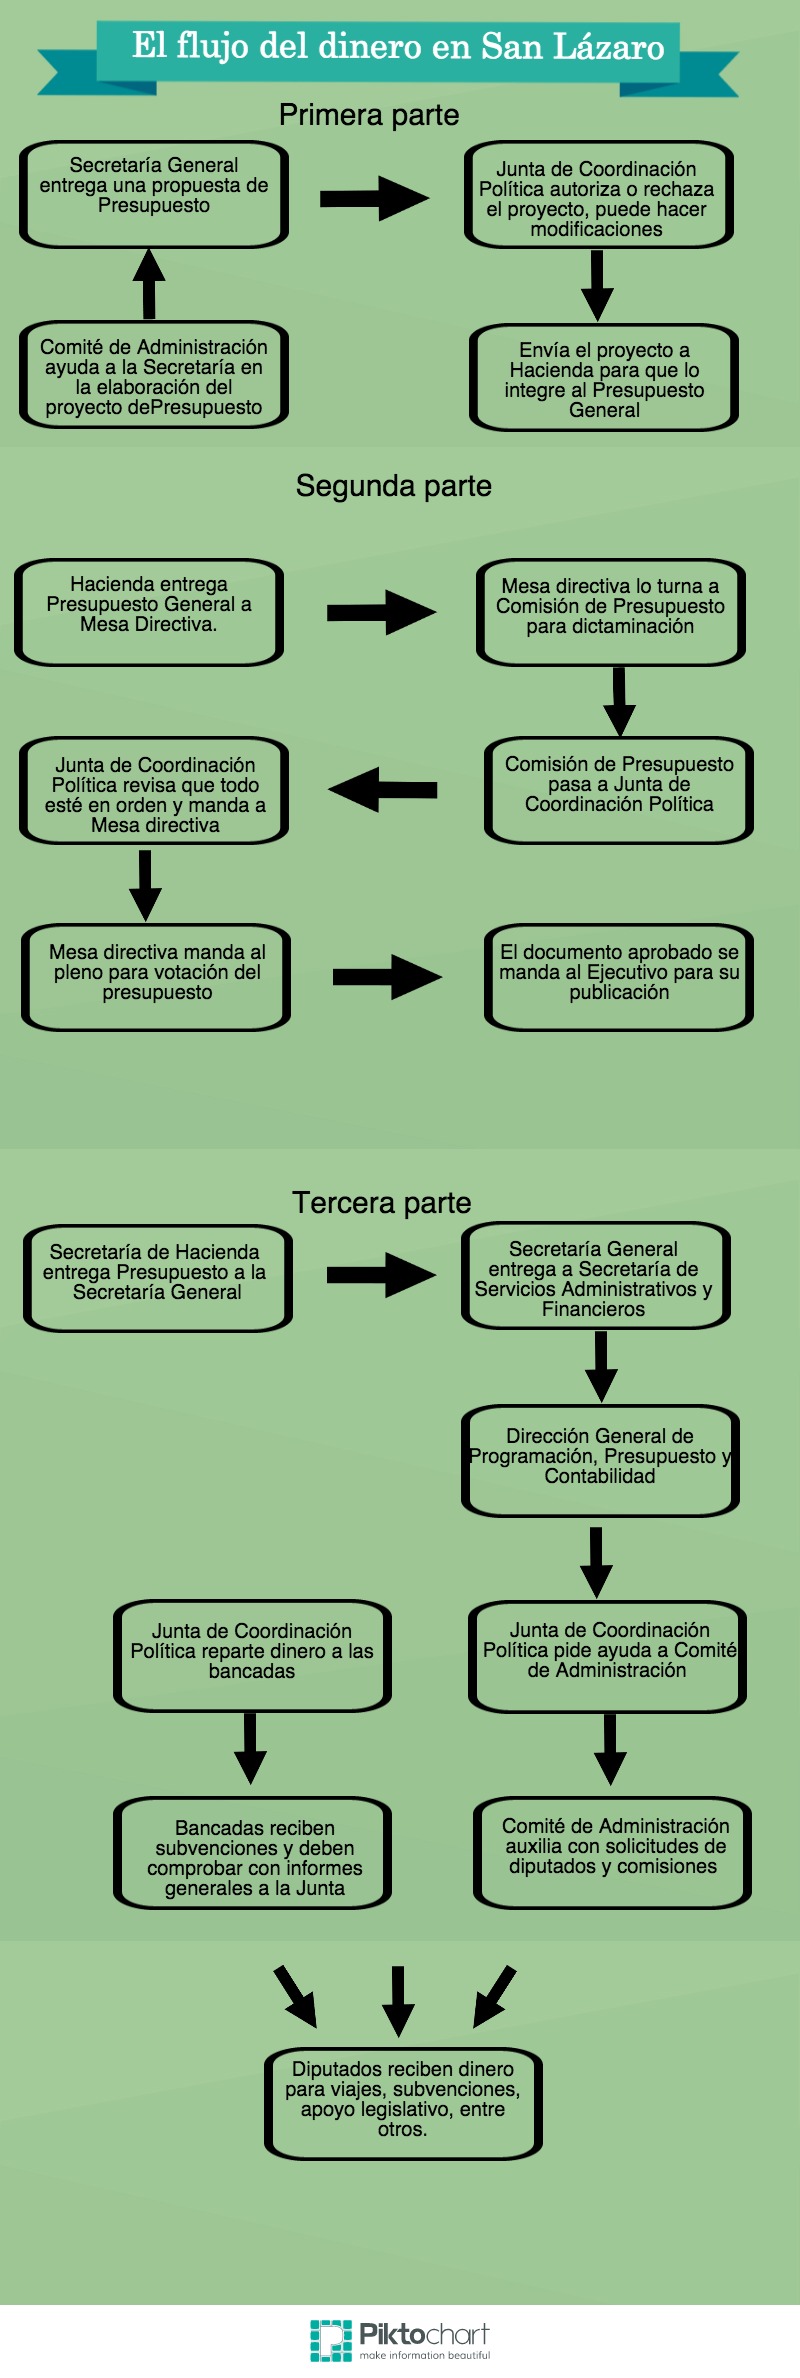 El flujo del dinero en San Lázaro
Primera parte
Secretaría General
entrega una propuesta de
Presupuesto
Junta de Coordinación
Política autoriza o rechaza
el proyecto, puede hacer
modificaciones
Comité de Administración
ayuda a la Secretaría en
la elaboración del
proyecto dePresupuesto
Envía el proyecto a
Hacienda para que lo
integre al Presupuesto
General
Segunda parte
Hacienda entrega
Presupuesto General a
Mesa Directiva.
Mesa directiva lo turna a
Comisión de Presupuesto
para dictaminación
Junta de Coordinación
Política revisa que todo
esté en orden y manda a
Mesa directiva
Comisión de Presupuesto
pasa a Junta de
Coordinación Política
Mesa directiva manda al
pleno para votación del
presupuesto
El documento aprobado se
manda al Ejecutivo para su
publicación
Tercera parte
Secretaría de Hacienda
entrega Presupuesto a la
Secretaría General
Secretaría General
entrega a Secretaría de
Servicios Administrativos y
Financieros
Dirección General de
Programación, Presupuesto y
Contabilidad
Junta de Coordinación
Política reparte dinero a las
bancadas
Junta de Coordinación
Política pide ayuda a Comité
de Administración
Bancadas reciben
subvenciones y deben
comprobar con informes
generales a la Junta
Comité de Administración
auxilia con solicitudes de
diputados y comisiones
Diputados reciben dinero
para viajes, subvenciones,
apoyo legislativo, entre
otros.
Piktochart
make information beautiful